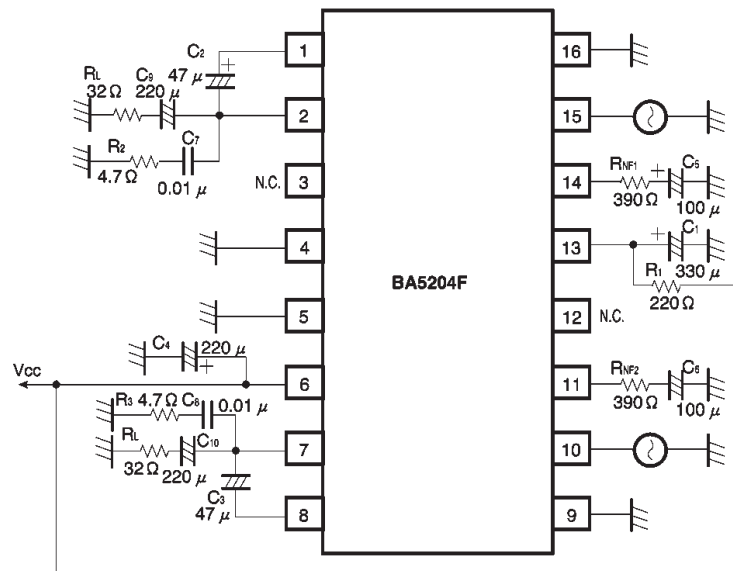 C2
+
47 μ
1
RL
32 Ω
C9
220 μ
2
R2
4.7 Ω
C7
0.01 μ
N.C.
3
4
5
C4
220 μ
+
Vcc
6
R3 4.7 Ω C8
0.01 μ
RL
32 Ω
C10
220 μ
7
C3
47 μ
8
BA5204F
16
15
14
RNF1
390 Ω
+
C5
100 μ
13
+
C1
330 μ
R1
220 Ω
12
N.C.
11
RNF2
390 Ω
C6
100 μ
10
9